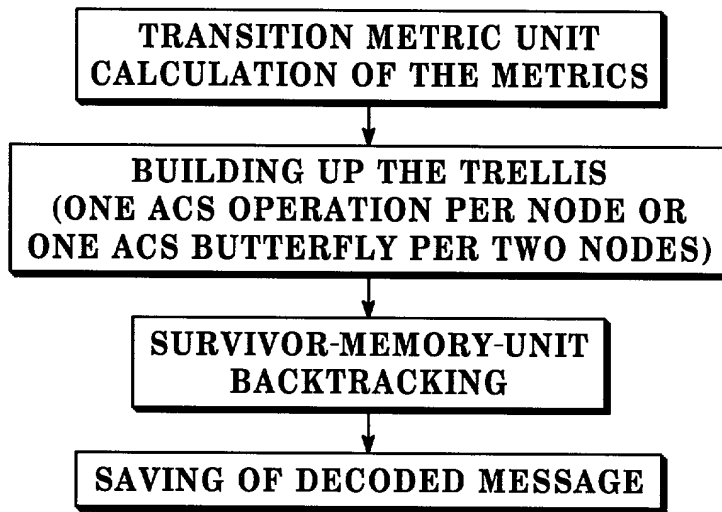 TRANSITION METRIC UNIT
CALCULATION OF THE METRICS
BUILDING UP THE TRELLIS
(ONE ACS OPERATION PER NODE OR
ONE ACS BUTTERFLY PER TWO NODES)
SURVIVOR-MEMORY-UNIT
BACKTRACKING
SAVING OF DECODED MESSAGE